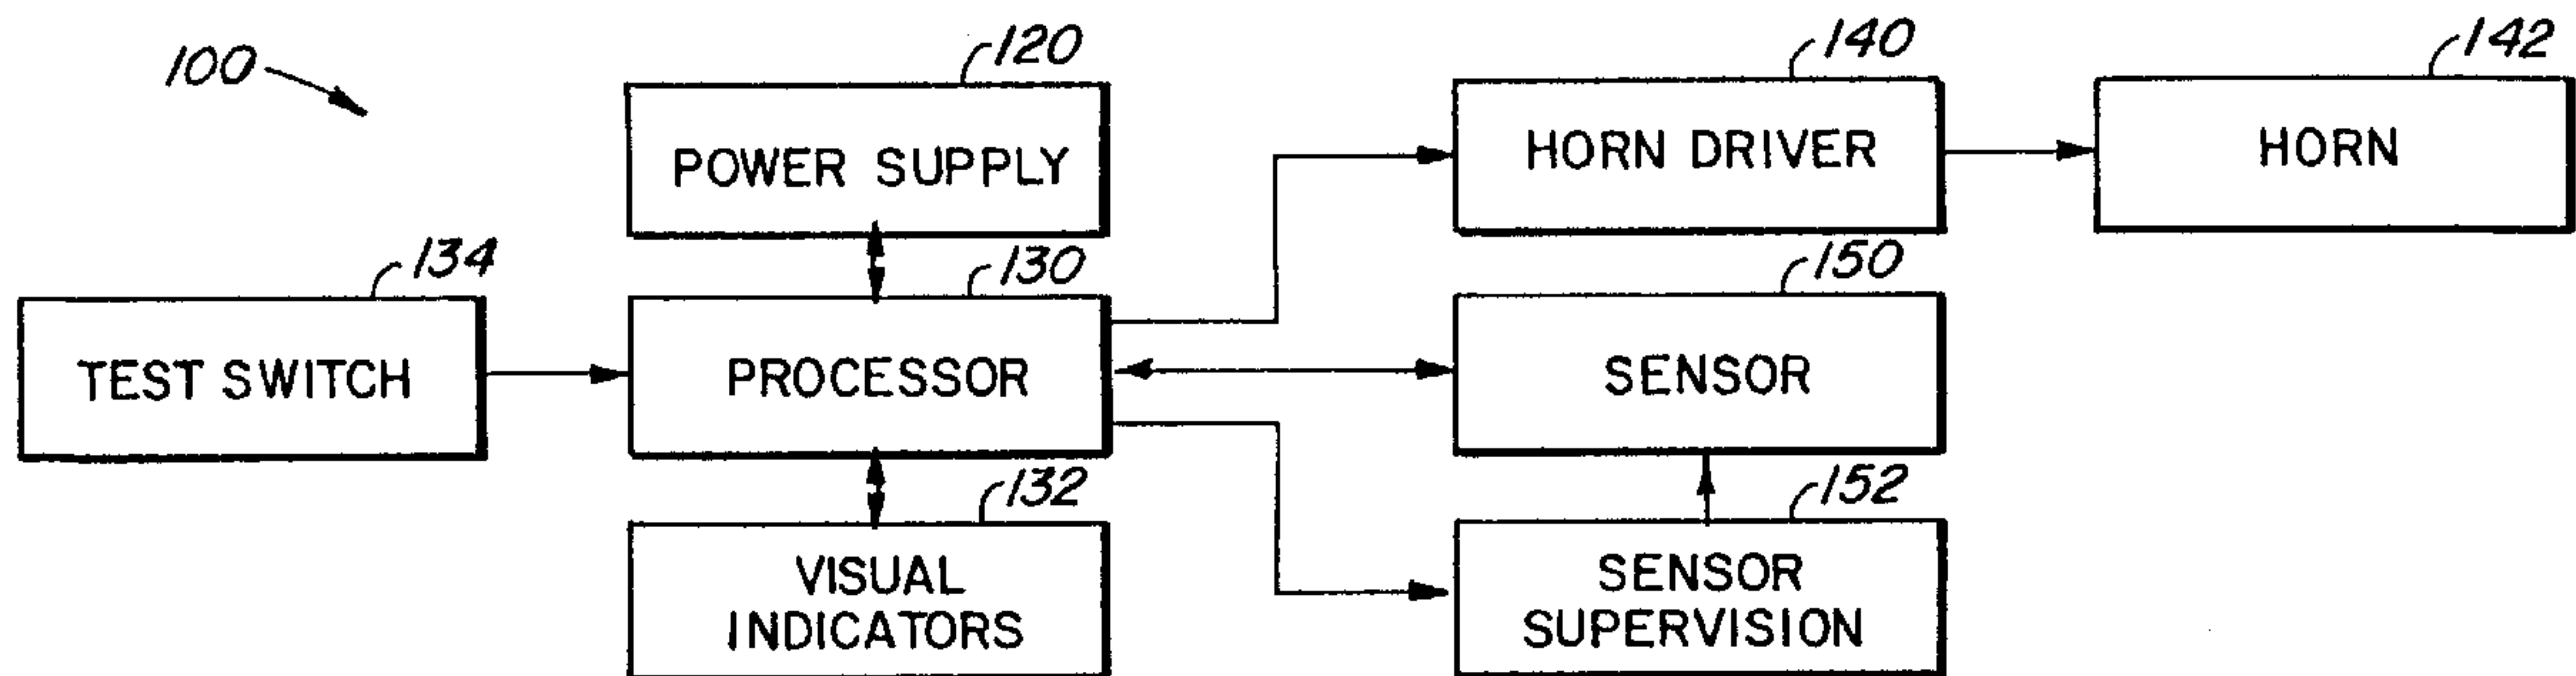 100
120
POWER SUPPLY
140
HORN DRIVER
142
HORN
134
TEST SWITCH
130
PROCESSOR
150
SENSOR
132
VISUAL
INDICATORS
152
SENSOR
SUPERVISION